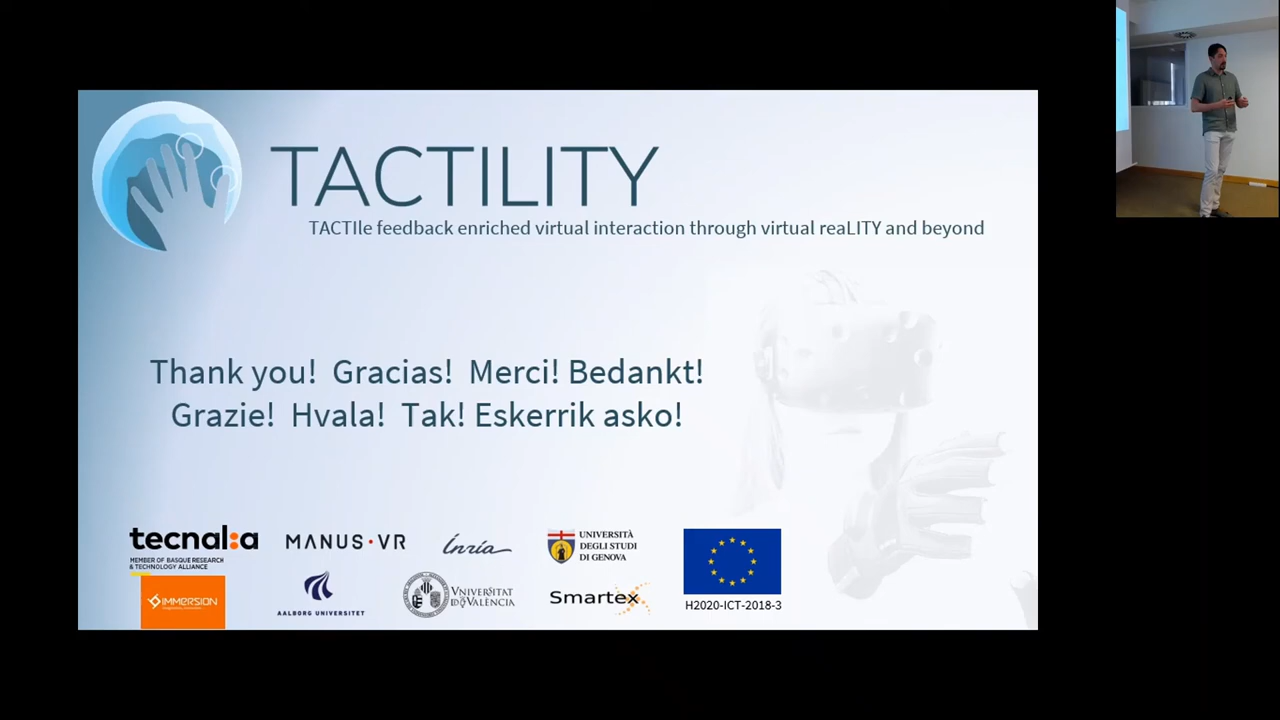 TACTILITY
TACTIle feedback enriched virtual interaction through virtual reaLITY and beyond
Thank you! Gracias! Merci! Bedankt!
Grazie! Hvala! Tak! Eskerrik asko!
tecnal:a
MEMBER OF BASQUE RESEARCH
& TECHNOLOGY ALLIANCE
MANUS VR
Inria
UNIVERSITÀ
DEGLI STUDI
DI GENOVA
IMMERSION
AALBORG UNIVERSITET
VNIVERSITAT
ID VALÈNCIA
Smartex
H2020-ICT-2018-3